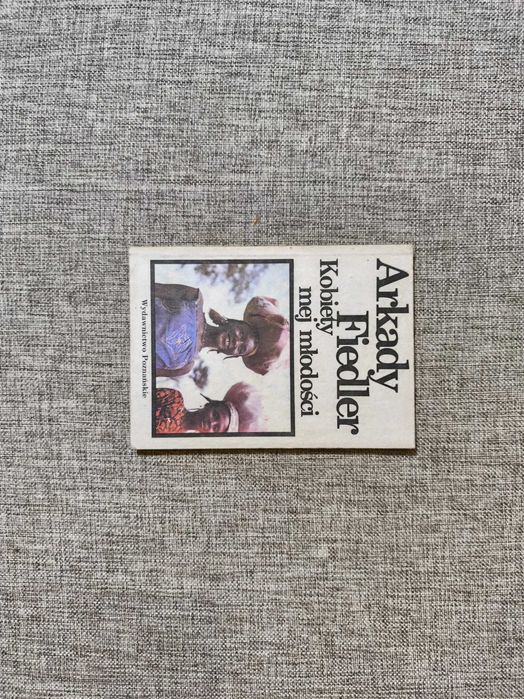 Arkady
Fiedler
Kobiety
mej młodości
Wydawnictwo Poznańskie